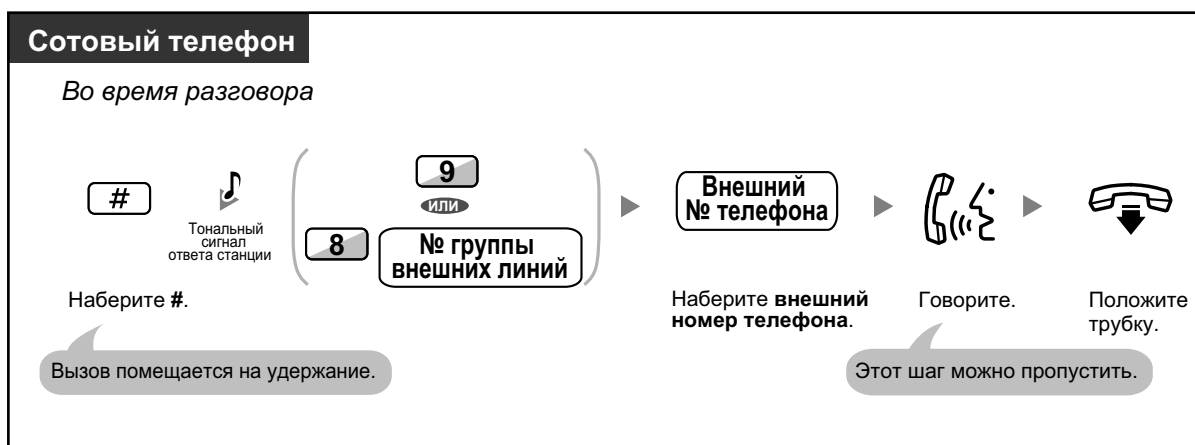 Сотовый телефон
Во время разговора
#
Тональный
сигнал
ответа станции
9
или
8
№ группы
внешних линий
Внешний
№ телефона
Наберите #.
Наберите внешний
номер телефона.
Говорите.
Положите
трубку.
Вызов помещается на удержание.
Этот шаг можно пропустить.